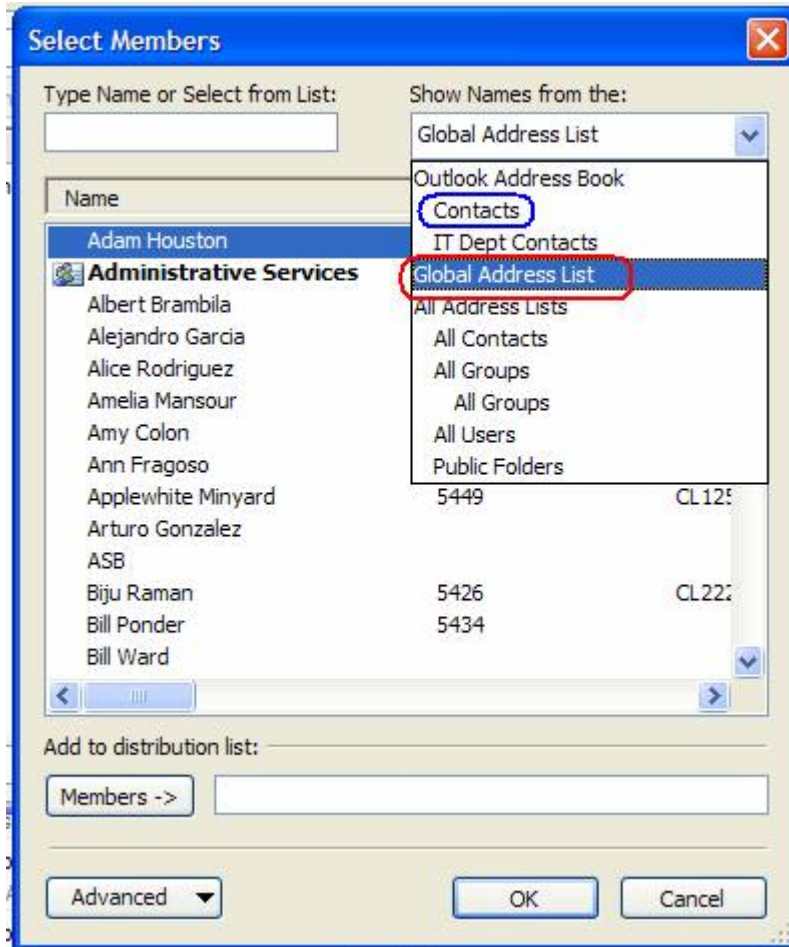 Select Members
Type Name or Select from List:
Show Names from the:
Global Address List
Outlook Address Book
Contacts
IT Dept Contacts
Global Address List
All Address Lists
All Contacts
All Groups
All Groups
All Users
Public Folders
Name
Adam Houston
Administrative Services
Albert Brambila
Alejandro Garcia
Alice Rodriguez
Amelia Mansour
Amy Colon
Ann Fragoso
Applewhite Minyard 5449 CL125
Arturo Gonzalez
ASB
Biju Raman 5426 CL222
Bill Ponder 5434
Bill Ward
Add to distribution list:
Members ->
Advanced
OK
Cancel